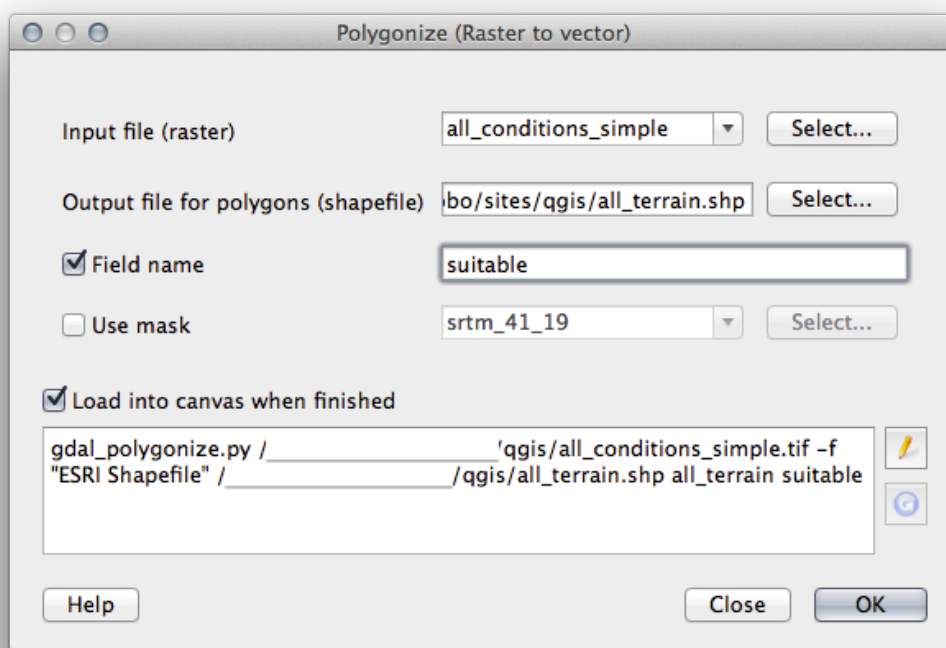 Polygonize (Raster to vector)
Input file (raster) all_conditions_simple Select...
Output file for polygons (shapefile) bo/sites/qgis/all_terrain.shp Select...
Field name suitable
Use mask srtm_41_19 Select...
Load into canvas when finished
gdal_polygonize.py /____________________/qgis/all_conditions_simple.tif -f
"ESRI Shapefile" /____________________/qgis/all_terrain.shp all_terrain suitable
Help Close OK